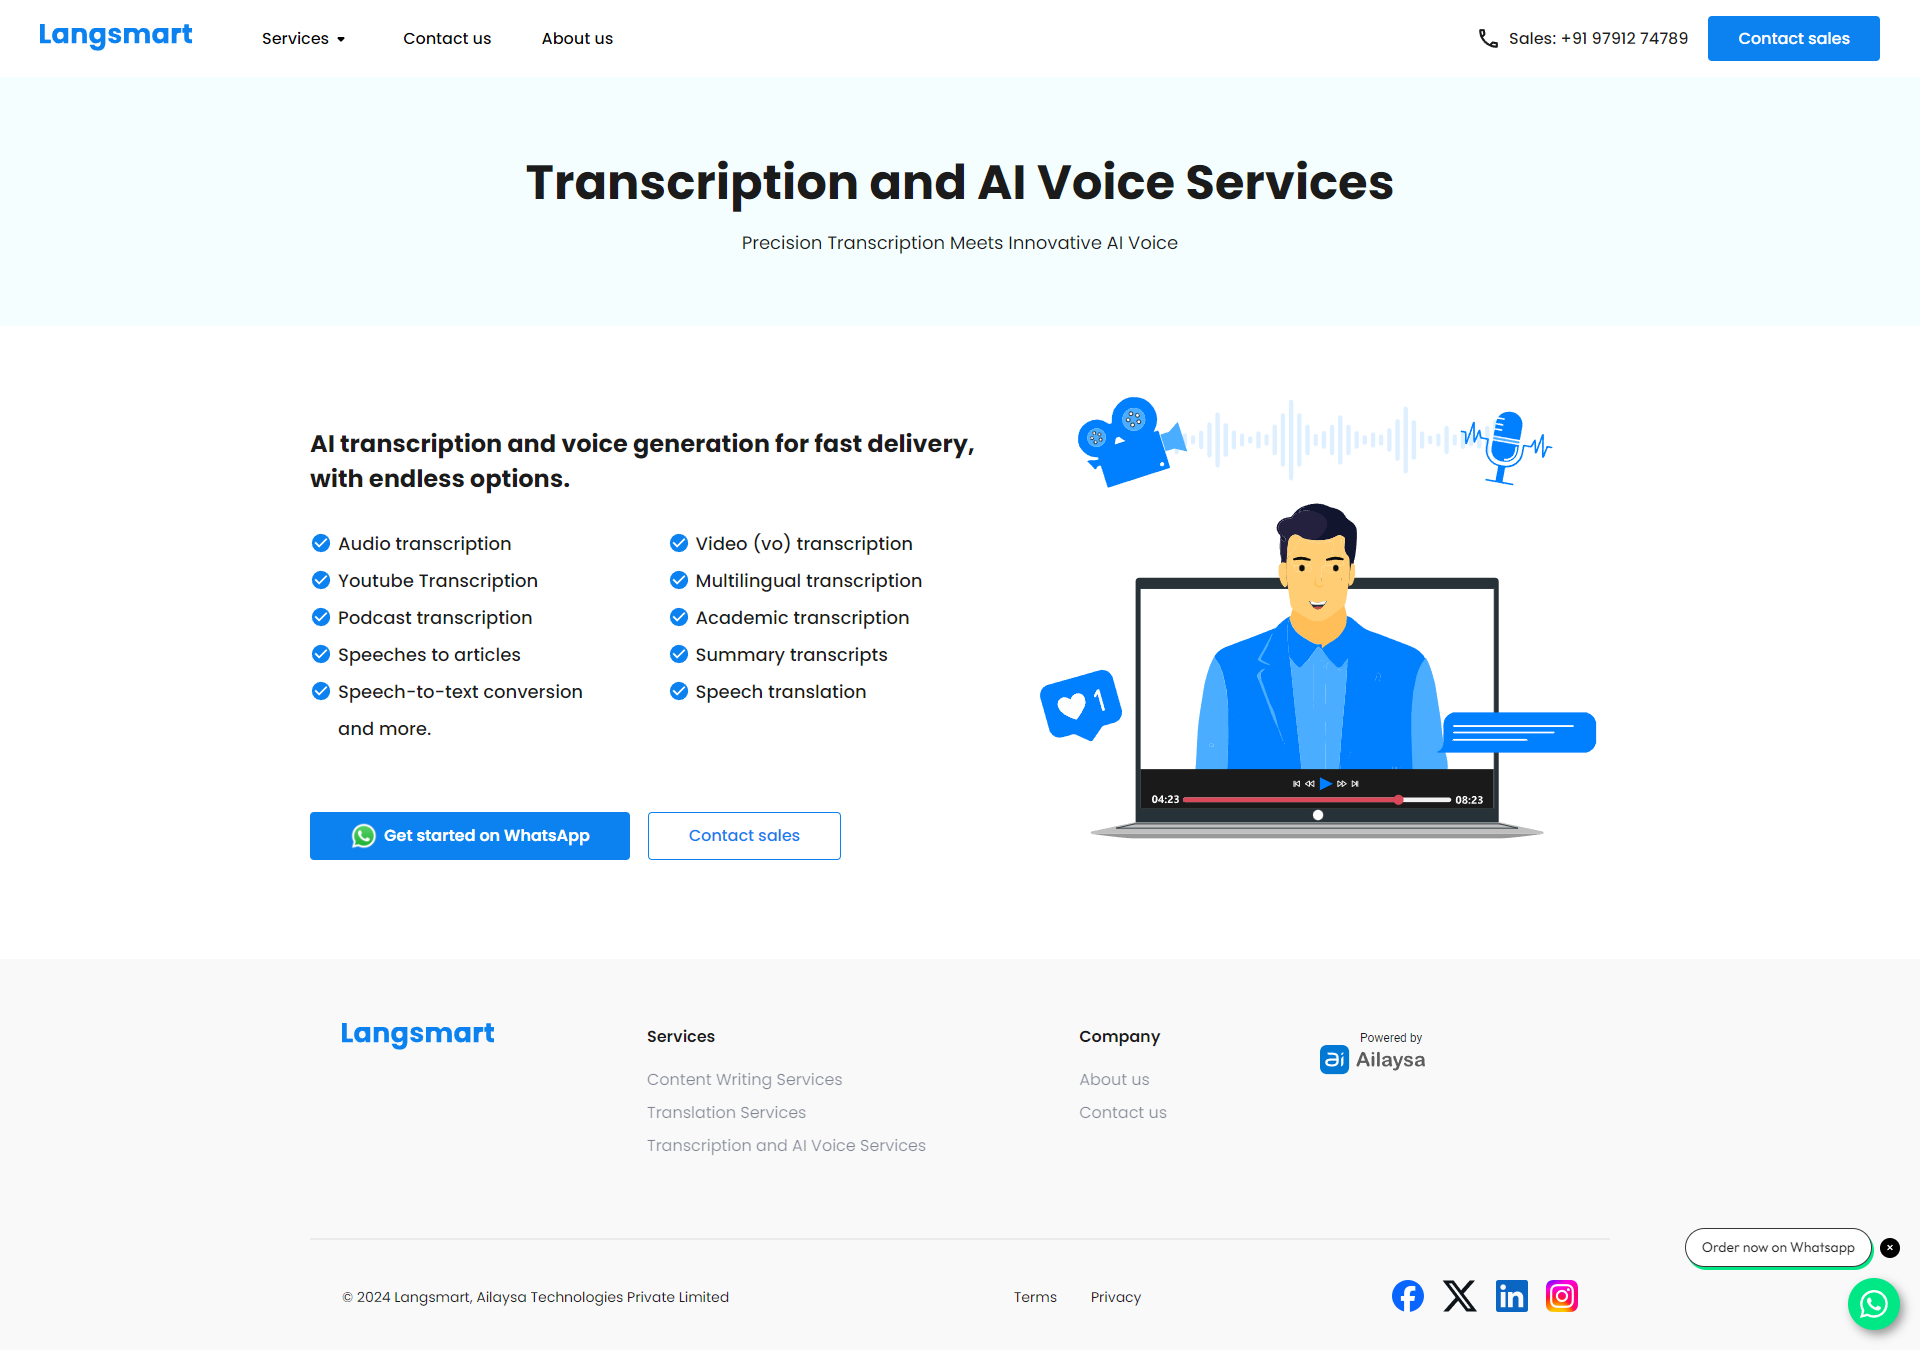 Langsmart
Services
Contact us
About us
Sales: +91 97912 74789
Contact sales
Transcription and AI Voice Services
Precision Transcription Meets Innovative AI Voice
AI transcription and voice generation for fast delivery,
with endless options.
Audio transcription
Youtube Transcription
Podcast transcription
Speeches to articles
Speech-to-text conversion
and more.
Video (vo) transcription
Multilingual transcription
Academic transcription
Summary transcripts
Speech translation
Get started on WhatsApp
Contact sales
1
04:23
08:23
Langsmart
Services
Content Writing Services
Translation Services
Transcription and AI Voice Services
Company
About us
Contact us
Powered by
ai Ailaysa
Order now on Whatsapp
© 2024 Langsmart, Ailaysa Technologies Private Limited
Terms
Privacy